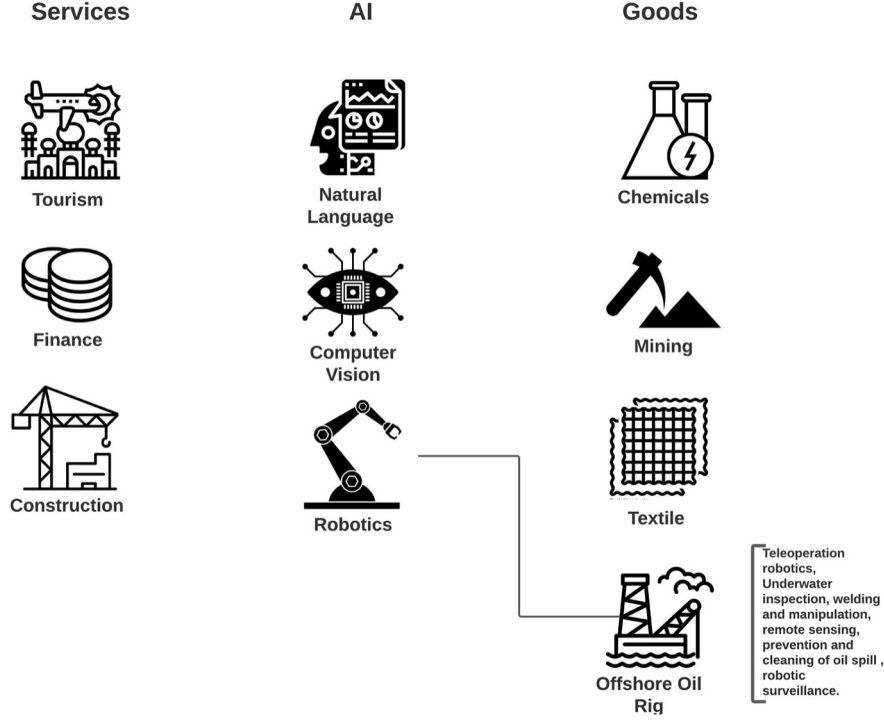 Services
AI
Goods
Tourism
Natural
Language
Chemicals
Finance
Computer
Vision
Mining
Construction
Robotics
Textile
Offshore Oil
Rig
Teleoperation
robotics,
Underwater
inspection, welding
and manipulation,
remote sensing,
prevention and
cleaning of oil spill ,
robotic
surveillance.